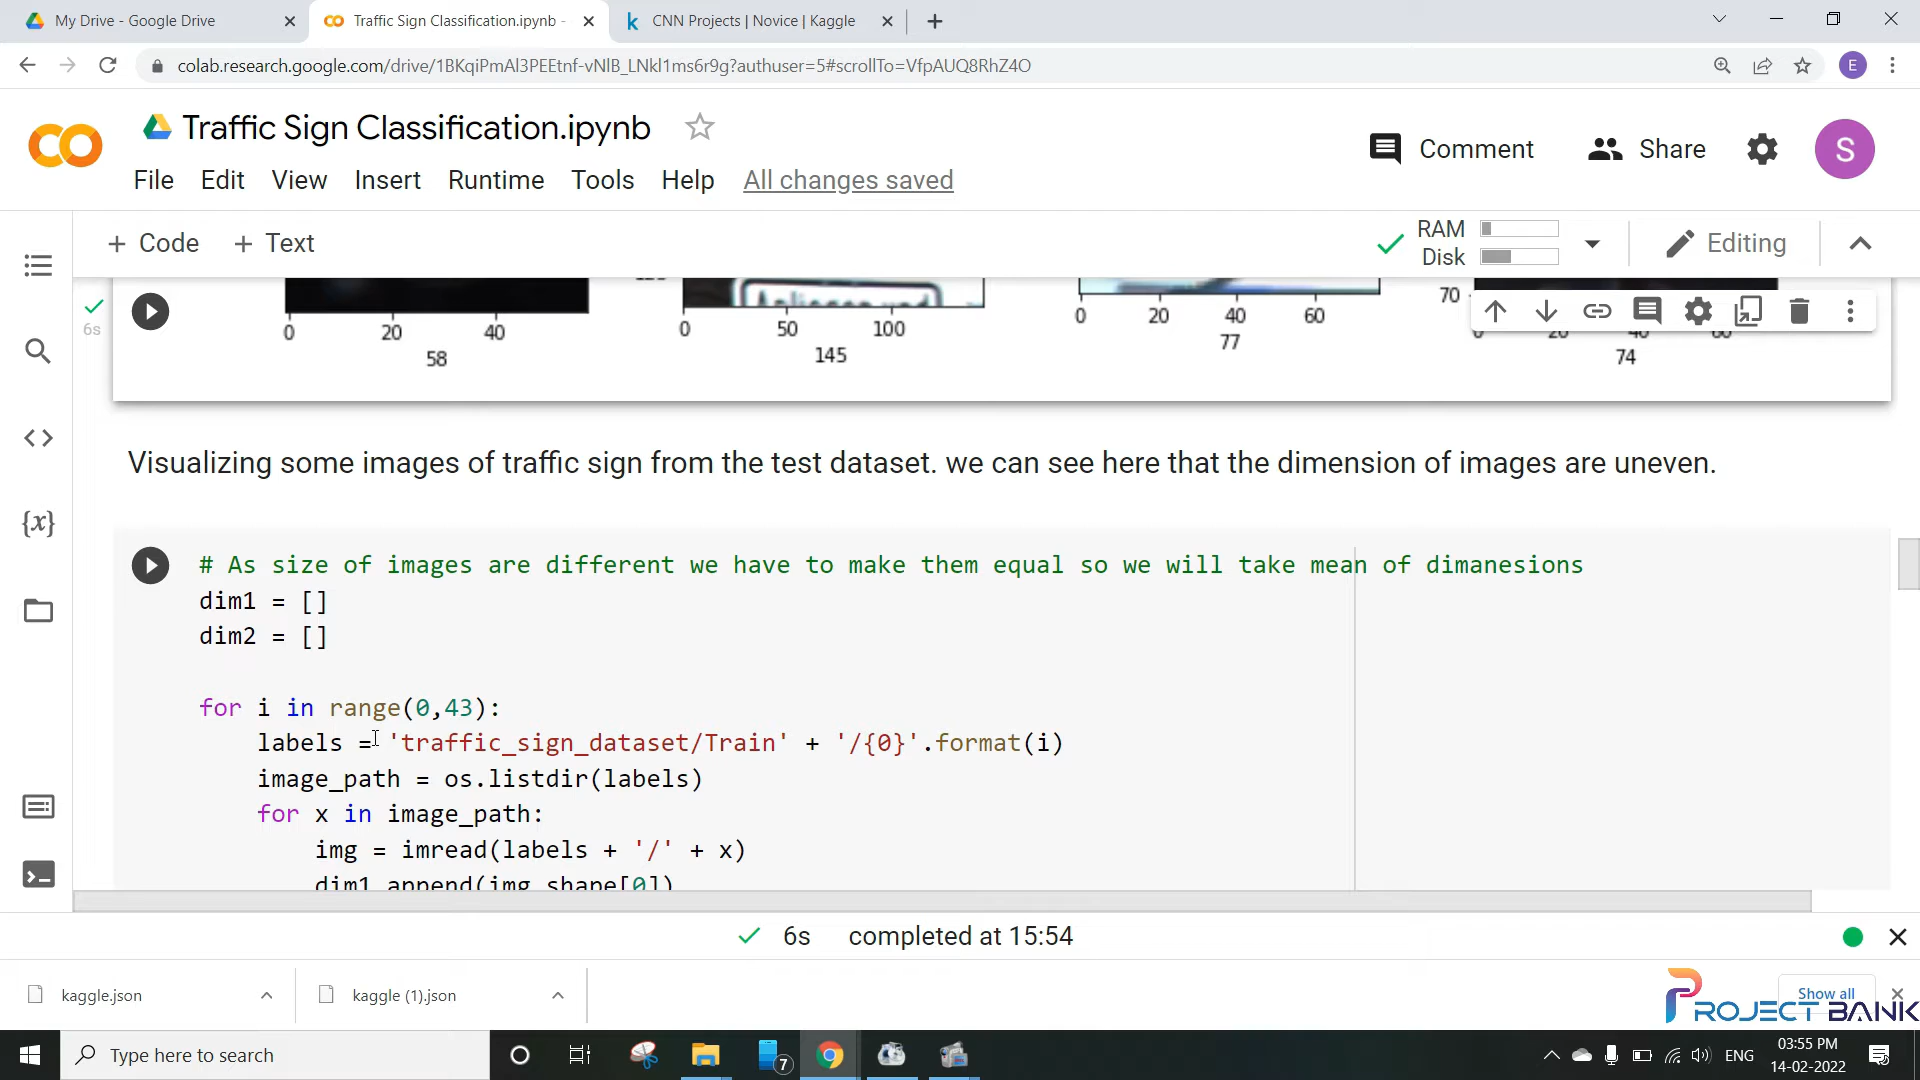 My Drive - Google Drive
Traffic Sign Classification.ipynb -
CNN Projects | Novice | Kaggle
colab.research.google.com/drive/1BKqiPmAl3PEEtnf-vNlB_LNkl1ms6r9g?authuser=5#scrollTo=VfpAUQ8RhZ4O
E
Traffic Sign Classification.ipynb
Comment
Share
S
File Edit View Insert Runtime Tools Help All changes saved
+ Code + Text
RAM
Disk
Editing
6s
0 20 40
58
0 50 100
145
0 20 40 60
77
70
74
Visualizing some images of traffic sign from the test dataset. we can see here that the dimension of images are uneven.
# As size of images are different we have to make them equal so we will take mean of dimanesions
dim1 = []
dim2 = []
for i in range(0,43):
labels = 'traffic_sign_dataset/Train' + '/{0}'.format(i)
image_path = os.listdir(labels)
for x in image_path:
img = imread(labels + '/' + x)
dim1.append(img.shape[0])
6s completed at 15:54
kaggle.json
kaggle (1).json
Show all
PROJECT BANK
Type here to search
7
ENG
03:55 PM
14-02-2022